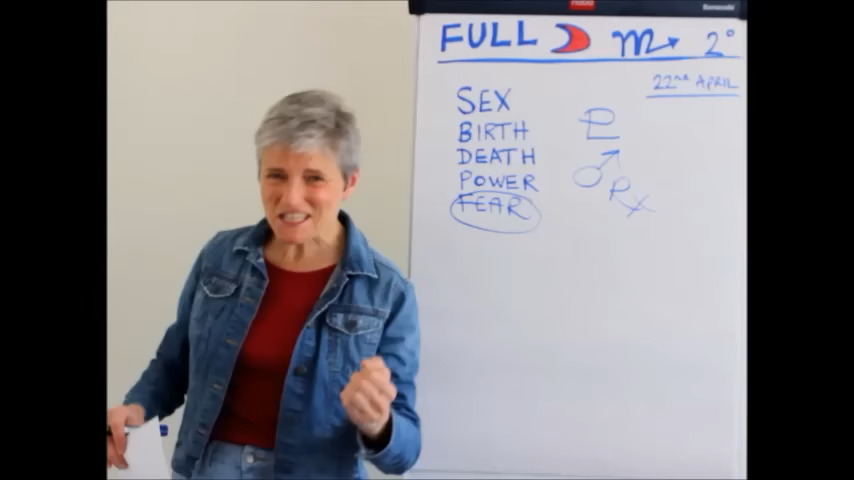 FULL ♏ 2°
22ND APRIL
SEX
BIRTH
DEATH
POWER
FEAR
♇
♂
Rx